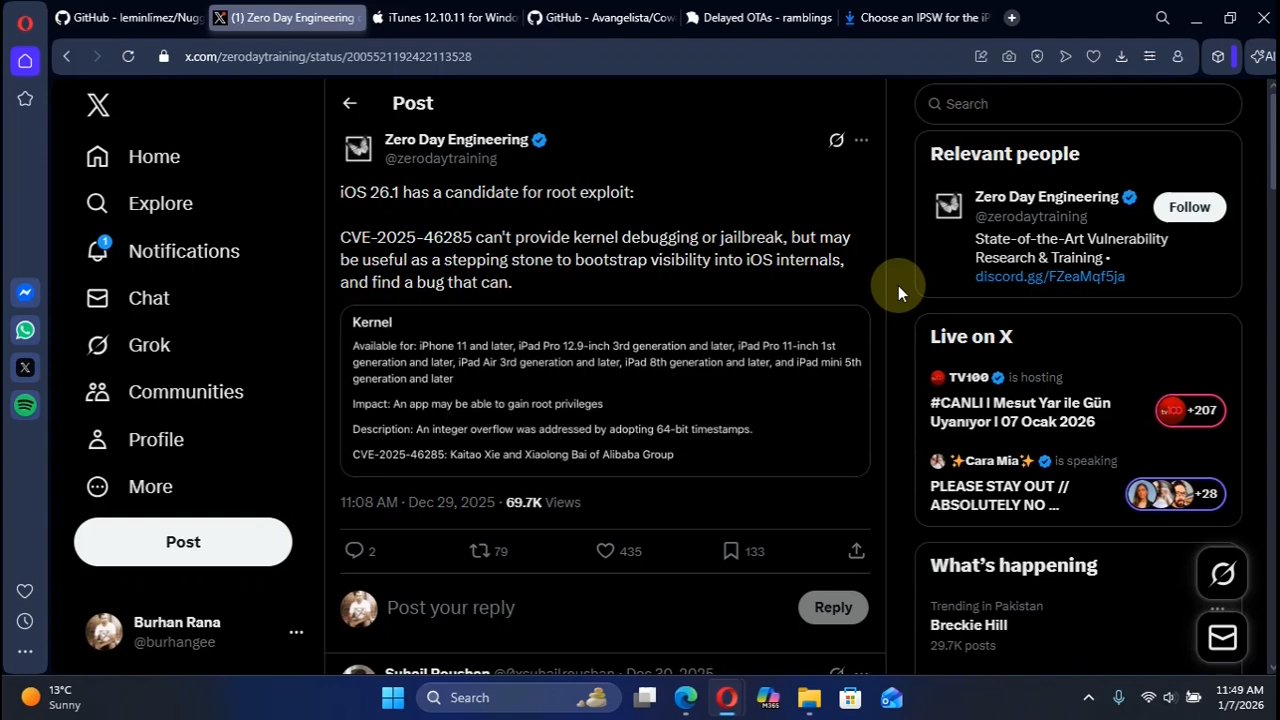 GitHub - leminlimez/Nugg
(1) Zero Day Engineering o
iTunes 12.10.11 for Windo
GitHub - Avangelista/Cow
Delayed OTAs - ramblings
Choose an IPSW for the iP
x.com/zerodaytraining/status/2005521192422113528
AI
Home
Explore
1
Notifications
Chat
Grok
Communities
Profile
More
Post
Burhan Rana
@burhangee
Post
Zero Day Engineering
@zerodaytraining
iOS 26.1 has a candidate for root exploit:
CVE-2025-46285 can't provide kernel debugging or jailbreak, but may
be useful as a stepping stone to bootstrap visibility into iOS internals,
and find a bug that can.
Kernel
Available for: iPhone 11 and later, iPad Pro 12.9-inch 3rd generation and later, iPad Pro 11-inch 1st
generation and later, iPad Air 3rd generation and later, iPad 8th generation and later, and iPad mini 5th
generation and later
Impact: An app may be able to gain root privileges
Description: An integer overflow was addressed by adopting 64-bit timestamps.
CVE-2025-46285: Kaitao Xie and Xiaolong Bai of Alibaba Group
11:08 AM · Dec 29, 2025 · 69.7K Views
2
79
435
133
Post your reply
Reply
Dec 30, 2025
Search
Relevant people
Zero Day Engineering
@zerodaytraining
Follow
State-of-the-Art Vulnerability
Research & Training •
discord.gg/FZeaMqf5ja
Live on X
TV100 is hosting
#CANLI | Mesut Yar ile Gün
Uyanıyor | 07 Ocak 2026
+207
Cara Mia is speaking
PLEASE STAY OUT //
ABSOLUTELY NO ...
+28
What's happening
Trending in Pakistan
Breckie Hill
29.7K posts
13°C
Sunny
Search
M365
11:49 AM
1/7/2026